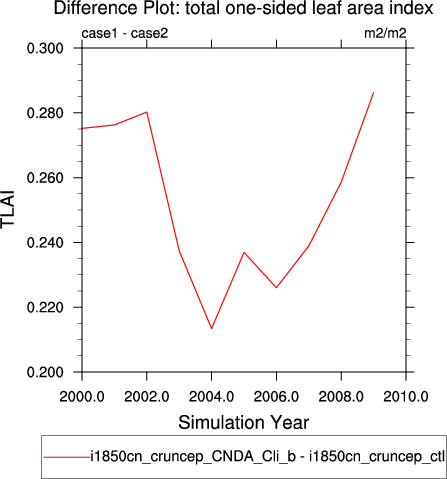 Difference Plot: total one-sided leaf area index
case1 - case2 m2/m2
0.300
0.280
0.260
0.240
0.220
0.200
TLAI
2000.0 2002.0 2004.0 2006.0 2008.0 2010.0
Simulation Year
i1850cn_cruncep_CNDA_Cli_b - i1850cn_cruncep_ctl